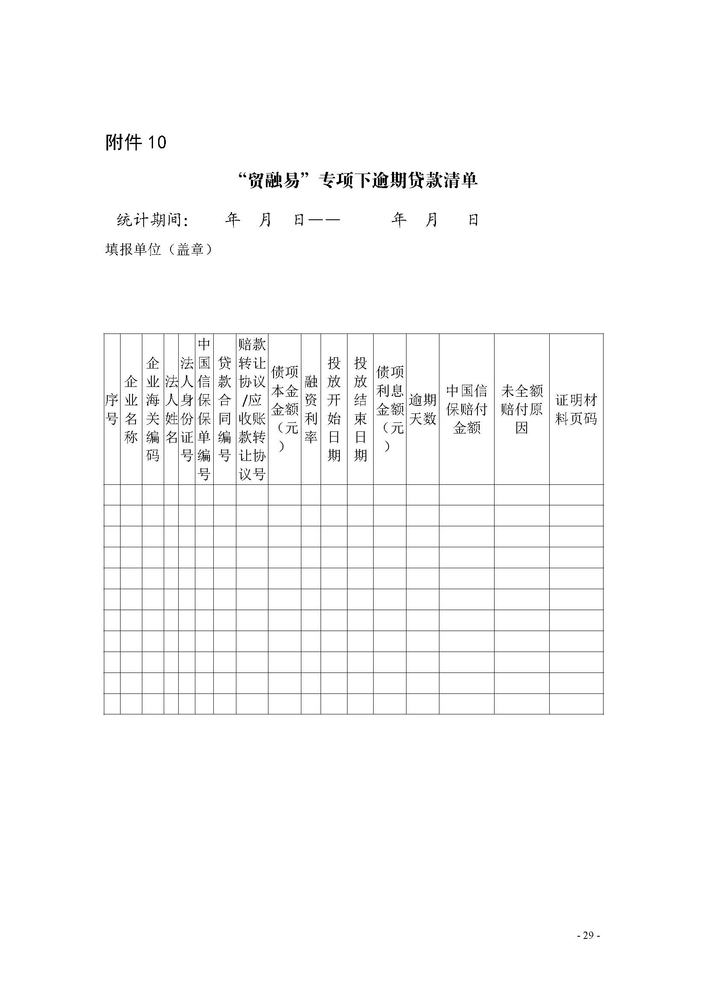 附件 10
“贸融易”专项下逾期贷款清单
统计期间： 年 月 日—— 年 月 日
填报单位（盖章）
序号
企业名称
企业海关编码
法人姓名
法人身份证号
中国信保保单编号
贷款合同编号
赔款转让协议/应收账款转让协议号
债项本金金额（元）
融资利率
投放开始日期
投放结束日期
债项利息金额（元）
逾期天数
中国信保赔付金额
未全额赔付原因
证明材料页码
- 29 -